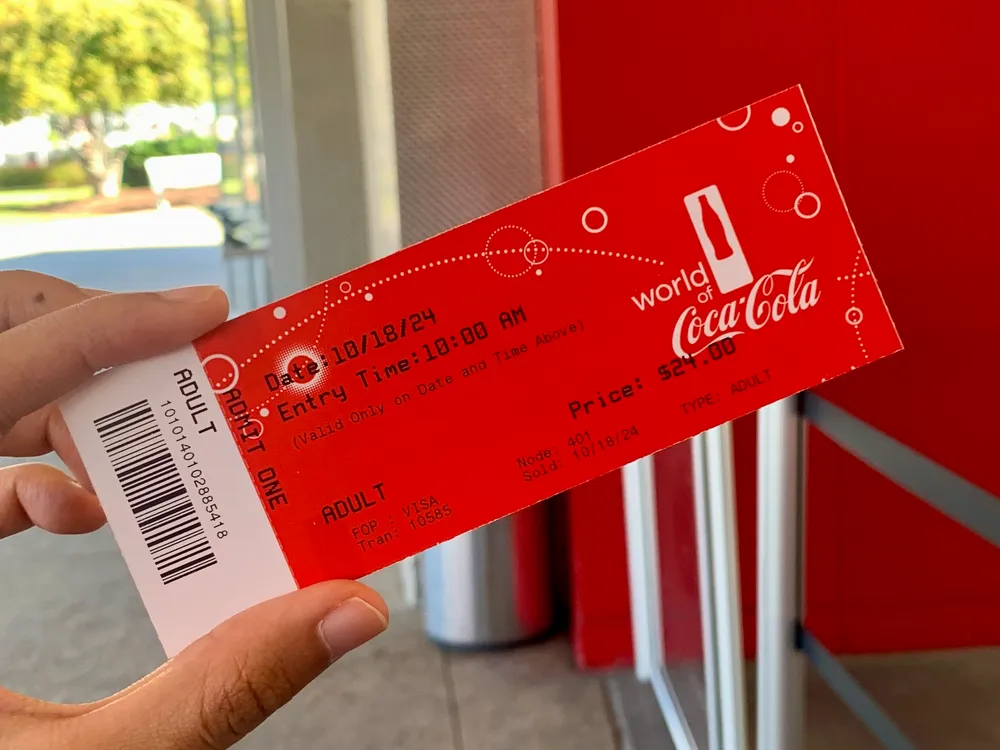 ADULT
1010140102885418
ADMIT ONE
Date:10/18/24
Entry Time:10:00 AM
(Valid Only on Date and Time Above)
world
of
Coca-Cola
Price: $24.00
TYPE: ADULT
Node: 401
Sold: 10/18/24
ADULT
FOP : VISA
Tran: 10585